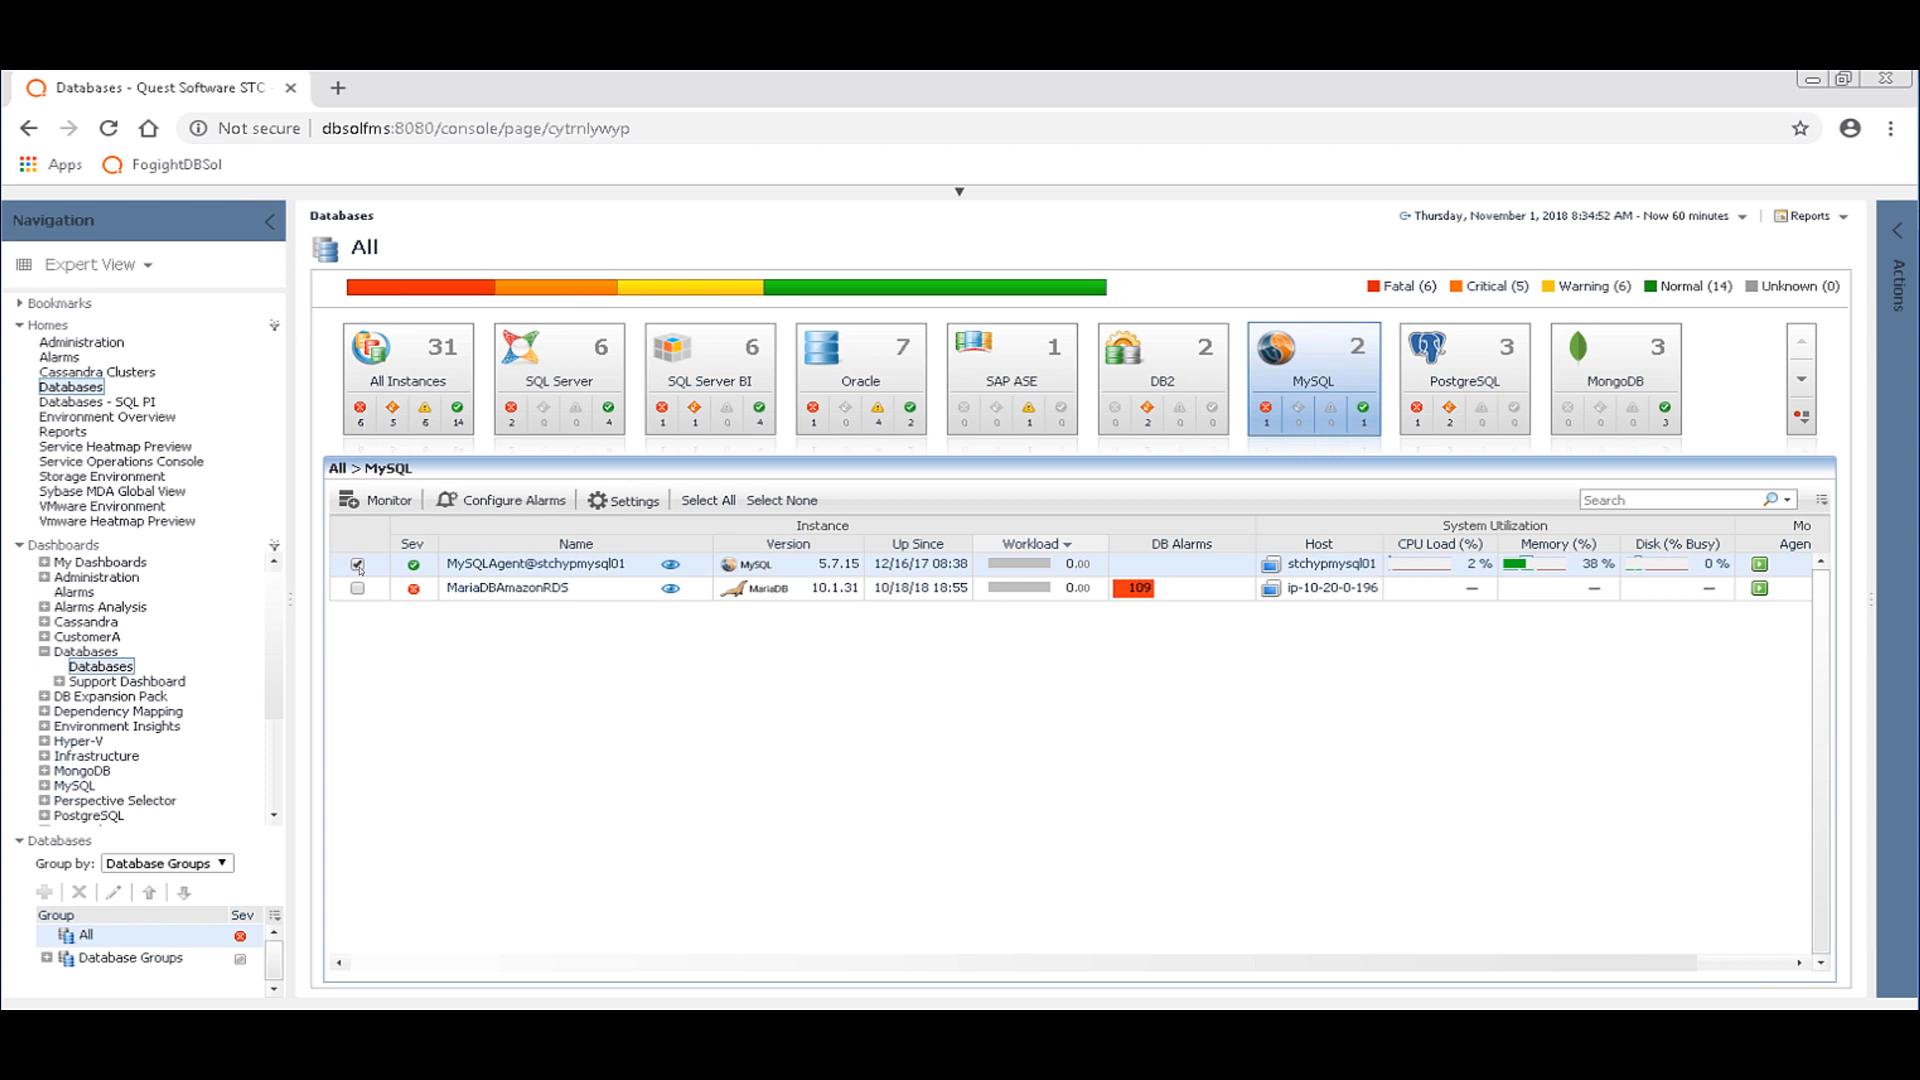 Databases - Quest Software STC
Not secure | dbsolfms:8080/console/page/cytrnlywyp
Apps FogightDBSol
Navigation
Expert View
Bookmarks
Homes
Administration
Alarms
Cassandra Clusters
Databases
Databases - SQL PI
Environment Overview
Reports
Service Heatmap Preview
Service Operations Console
Storage Environment
Sybase MDA Global View
VMware Environment
Vmware Heatmap Preview
Dashboards
My Dashboards
Administration
Alarms
Alarms Analysis
Cassandra
CustomerA
Databases
Databases
Support Dashboard
DB Expansion Pack
Dependency Mapping
Environment Insights
Hyper-V
Infrastructure
MongoDB
MySQL
Perspective Selector
PostgreSQL
Databases
Group by: Database Groups
Group Sev
All
Database Groups
Databases
Thursday, November 1, 2018 8:34:52 AM - Now 60 minutes | Reports
All
Fatal (6) Critical (5) Warning (6) Normal (14) Unknown (0)
31 6 6 7 1 2 2 3 3
All Instances SQL Server SQL Server BI Oracle SAP ASE DB2 MySQL PostgreSQL MongoDB
6 5 6 14 2 0 0 4 1 1 0 4 1 0 4 2 0 0 1 0 0 2 0 0 1 0 0 1 1 2 0 0 0 0 0 3
All > MySQL
Monitor Configure Alarms Settings Select All Select None Search
Instance System Utilization Mo
Sev Name Version Up Since Workload DB Alarms Host CPU Load (%) Memory (%) Disk (% Busy) Agen
MySQLAgent@stchypmysql01 MySQL 5.7.15 12/16/17 08:38 0.00 stchypmysql01 2 % 38 % 0 %
MariaDBAmazonRDS MariaDB 10.1.31 10/18/18 18:55 0.00 109 ip-10-20-0-196 — — —
Actions